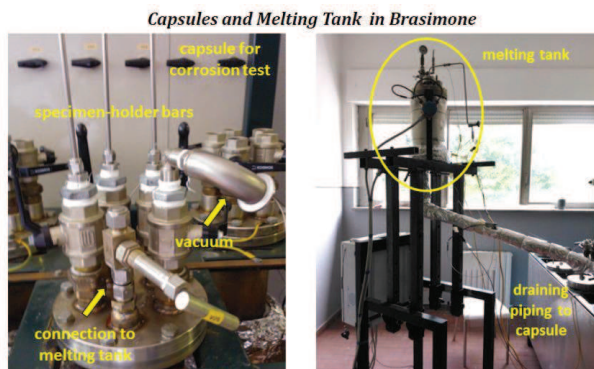 Capsules and Melting Tank in Brasimone
capsule for
corrosion test
specimen-holder bars
vacuum
connection to
melting tank
melting tank
draining
piping to
capsule